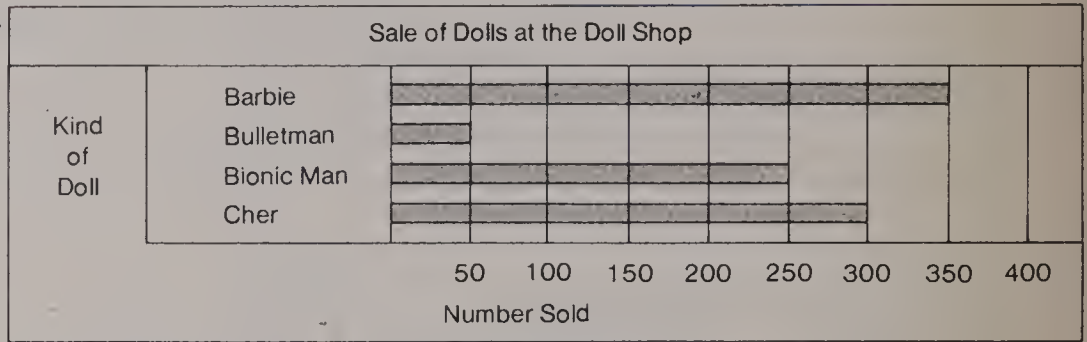 Sale of Dolls at the Doll Shop
Kind
of
Doll
Barbie
Bulletman
Bionic Man
Cher
50 100 150 200 250 300 350 400
Number Sold